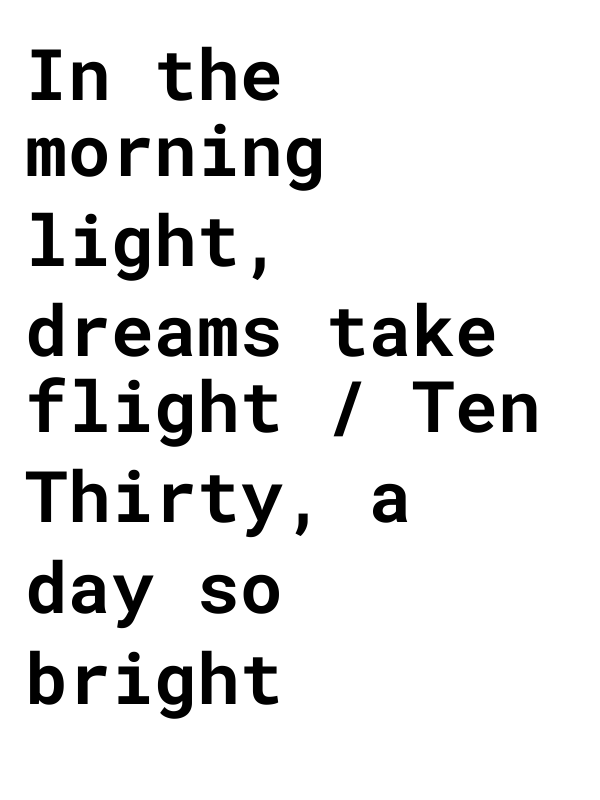 In the
morning
light,
dreams take
flight / Ten
Thirty, a
day so
bright